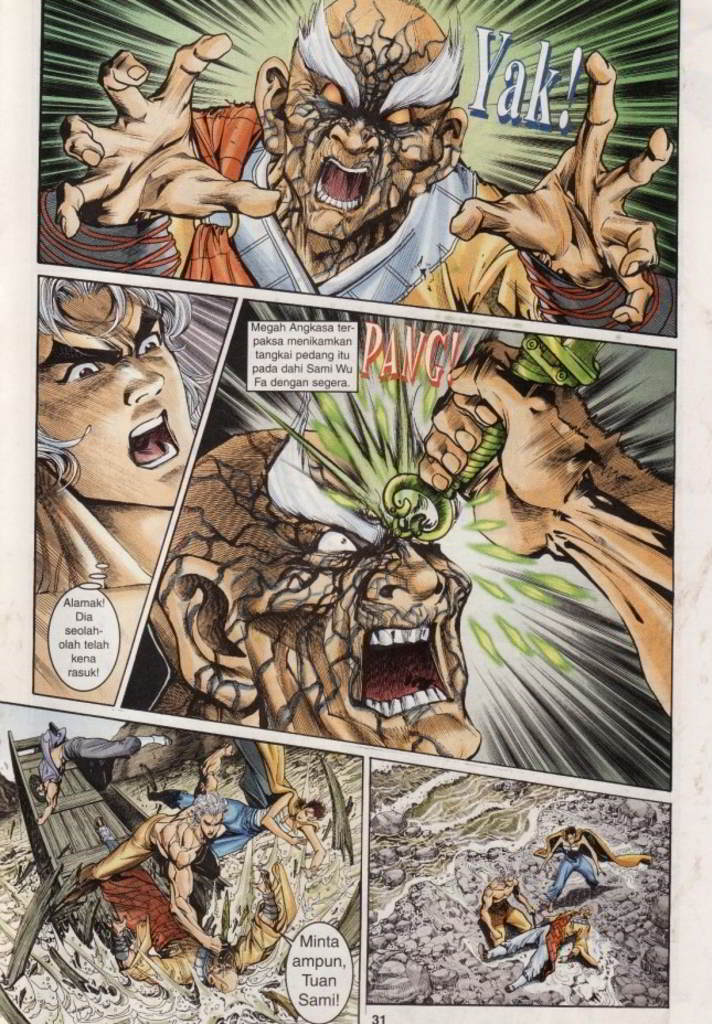 Yak!
Megah Angkasa ter-
paksa menikamkan
tangkai pedang itu
pada dahi Sami Wu
Fa dengan segera.
PANG!
Alamak!
Dia
seolah-
olah telah
kena
rasuk!
Minta
ampun,
Tuan
Sami!
31